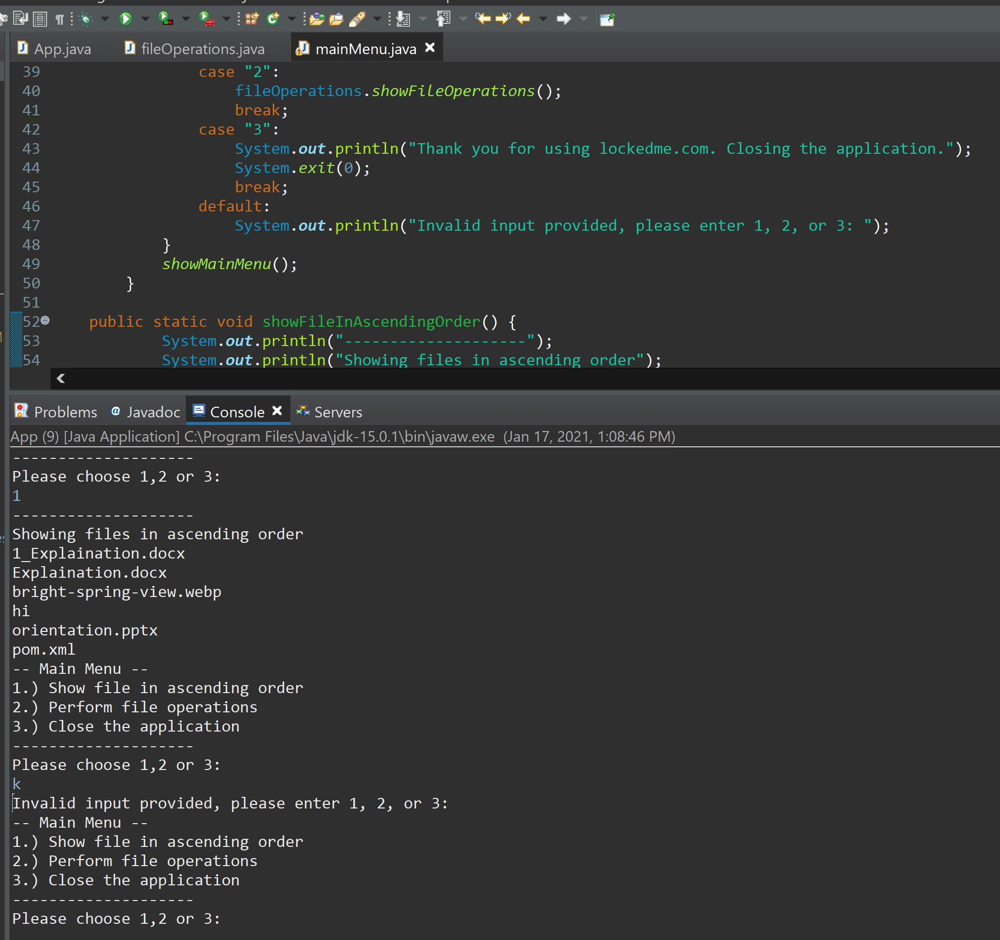 App.java fileOperations.java mainMenu.java
39 case "2":
40 fileOperations.showFileOperations();
41 break;
42 case "3":
43 System.out.println("Thank you for using lockedme.com. Closing the application.");
44 System.exit(0);
45 break;
46 default:
47 System.out.println("Invalid input provided, please enter 1, 2, or 3: ");
48 }
49 showMainMenu();
50 }
51
52 public static void showFileInAscendingOrder() {
53 System.out.println("--------------------");
54 System.out.println("Showing files in ascending order");
Problems Javadoc Console Servers
App (9) [Java Application] C:\Program Files\Java\jdk-15.0.1\bin\javaw.exe (Jan 17, 2021, 1:08:46 PM)
--------------------
Please choose 1,2 or 3:
1
--------------------
Showing files in ascending order
1_Explaination.docx
Explaination.docx
bright-spring-view.webp
hi
orientation.pptx
pom.xml
-- Main Menu --
1.) Show file in ascending order
2.) Perform file operations
3.) Close the application
--------------------
Please choose 1,2 or 3:
k
Invalid input provided, please enter 1, 2, or 3:
-- Main Menu --
1.) Show file in ascending order
2.) Perform file operations
3.) Close the application
--------------------
Please choose 1,2 or 3: